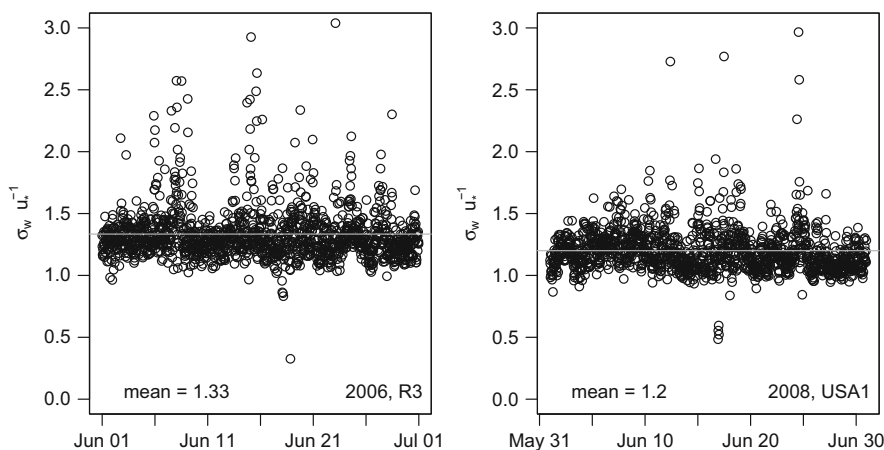 3.0
2.5
2.0
1.5
1.0
0.5
0.0
σw u*⁻¹
mean = 1.33
2006, R3
Jun 01 Jun 11 Jun 21 Jul 01
3.0
2.5
2.0
1.5
1.0
0.5
0.0
σw u*⁻¹
mean = 1.2
2008, USA1
May 31 Jun 10 Jun 20 Jun 30